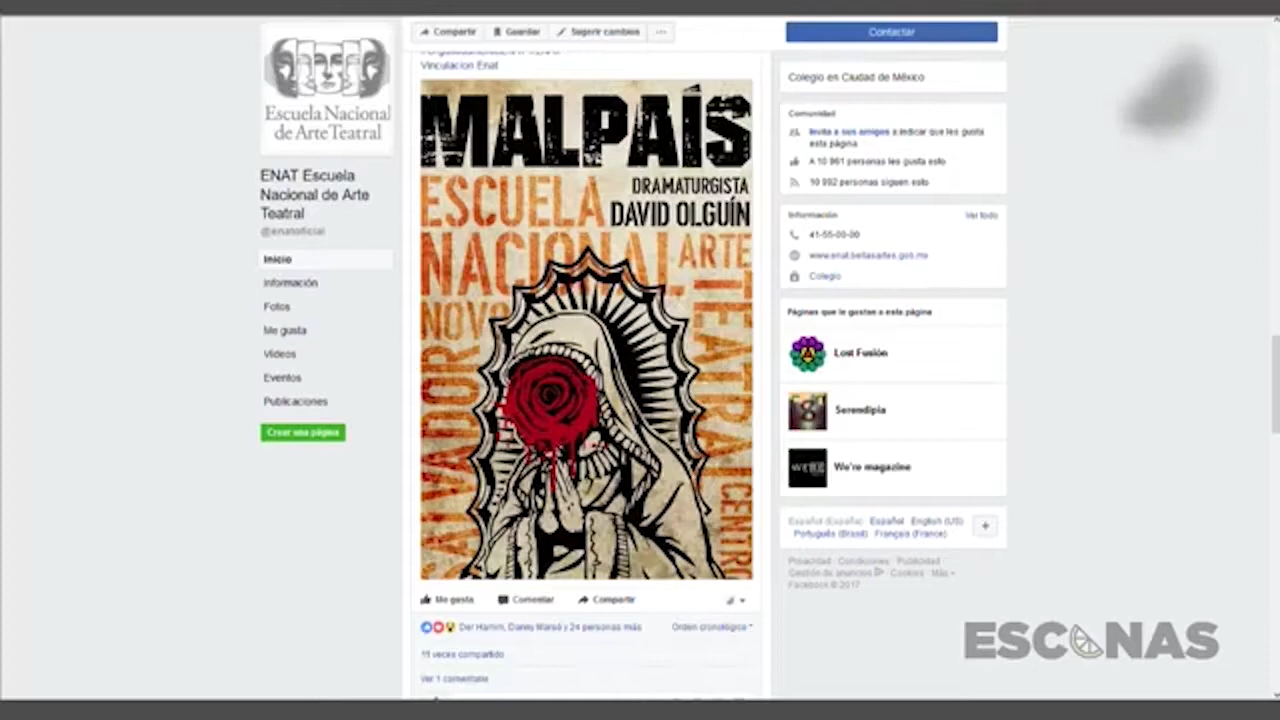 Escuela Nacional
de Arte Teatral
ENAT Escuela
Nacional de Arte
Teatral
@enatoficial
Inicio
Información
Fotos
Me gusta
Vídeos
Eventos
Publicaciones
Crear una página
Compartir
Guardar
Sugerir cambios
Vinculacion Enat
MALPAÍS
ESCUELA
DRAMATURGISTA
DAVID OLGUÍN
NACIONAL
ARTE
TEATRAL
NOVO
SALVADOR
CENTRO
Me gusta
Comentar
Compartir
y 24 personas más
Orden cronológico
11 veces compartido
Ver 1 comentario
Contactar
Colegio en Ciudad de México
Comunidad
Invita a sus amigos a indicar que les gusta
esta página
A 10 961 personas les gusta esto
10 992 personas siguen esto
Información
Ver todo
41-55-00-00
www.enat.bellasartes.gob.mx
Colegio
Páginas que le gustan a esta página
Lost Fusión
Serendipia
We're magazine
Español (España) · Español · English (US) ·
Português (Brasil) · Français (France)
+
Privacidad · Condiciones · Publicidad ·
Gestión de anuncios · Cookies · Más
Facebook © 2017
ESCENAS